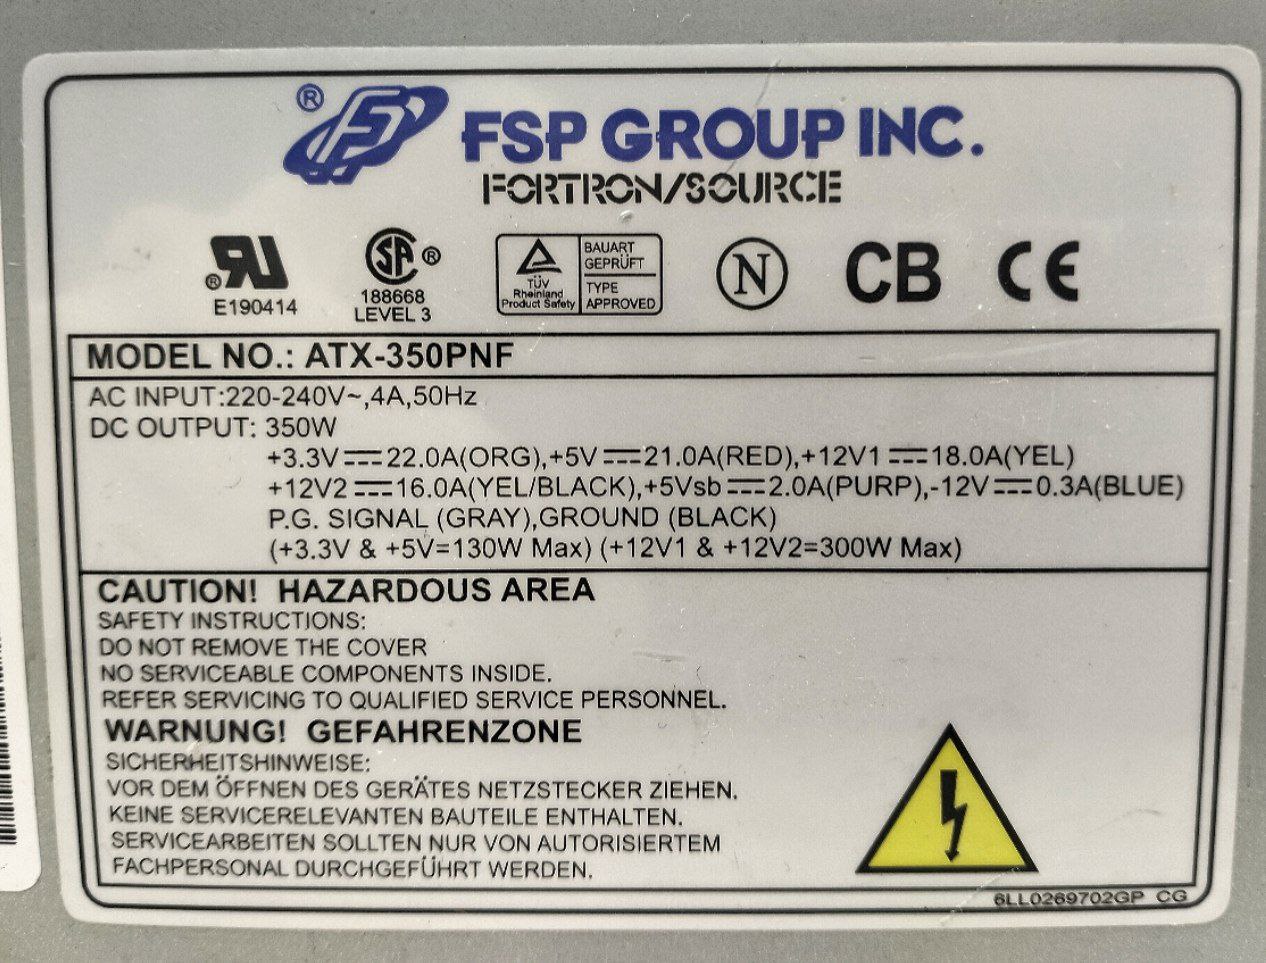 ® FSP GROUP INC.
FORTRON/SOURCE
® RU
E190414
SA ®
188668
LEVEL 3
TÜV
Rheinland
Product Safety
BAUART
GEPRÜFT
TYPE
APPROVED
N
CB
CE
MODEL NO.: ATX-350PNF
AC INPUT:220-240V~,4A,50Hz
DC OUTPUT: 350W
+3.3V⎓22.0A(ORG),+5V⎓21.0A(RED),+12V1⎓18.0A(YEL)
+12V2⎓16.0A(YEL/BLACK),+5Vsb⎓2.0A(PURP),-12V⎓0.3A(BLUE)
P.G. SIGNAL (GRAY),GROUND (BLACK)
(+3.3V & +5V=130W Max) (+12V1 & +12V2=300W Max)
CAUTION! HAZARDOUS AREA
SAFETY INSTRUCTIONS:
DO NOT REMOVE THE COVER
NO SERVICEABLE COMPONENTS INSIDE.
REFER SERVICING TO QUALIFIED SERVICE PERSONNEL.
WARNUNG! GEFAHRENZONE
SICHERHEITSHINWEISE:
VOR DEM ÖFFNEN DES GERÄTES NETZSTECKER ZIEHEN.
KEINE SERVICERELEVANTEN BAUTEILE ENTHALTEN.
SERVICEARBEITEN SOLLTEN NUR VON AUTORISIERTEM
FACHPERSONAL DURCHGEFÜHRT WERDEN.
6LL0269702GP CG